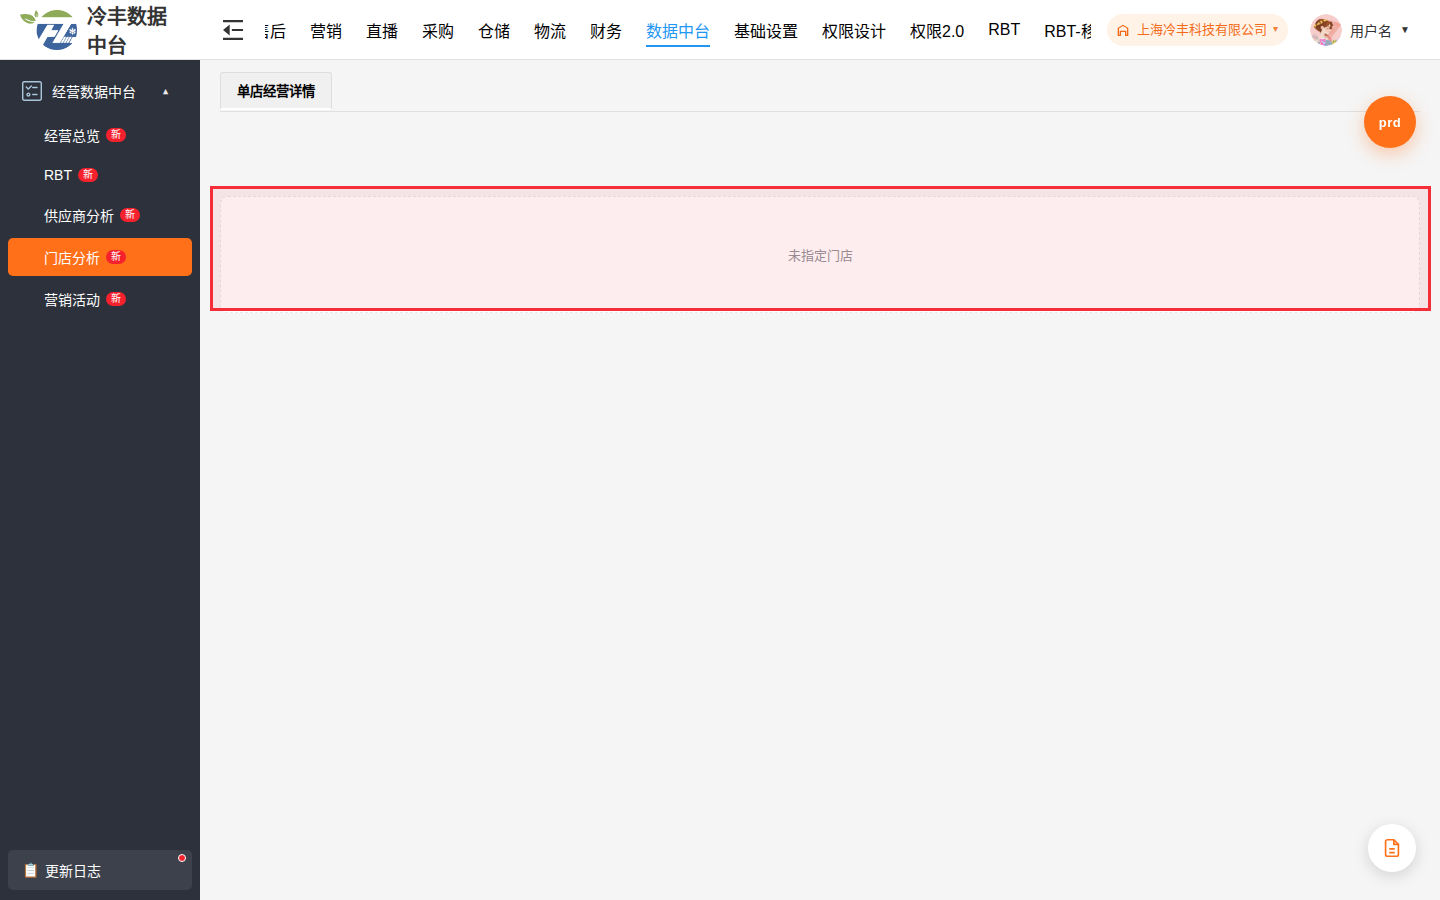 冷丰数据
中台
营销 直播 采购 仓储 物流 财务 数据中台 基础设置 权限设计 权限2.0 RBT RBT-移
上海冷丰科技有限公司
用户名
经营数据中台
经营总览 新
RBT 新
供应商分析 新
门店分析 新
营销活动 新
更新日志
单店经营详情
prd
未指定门店